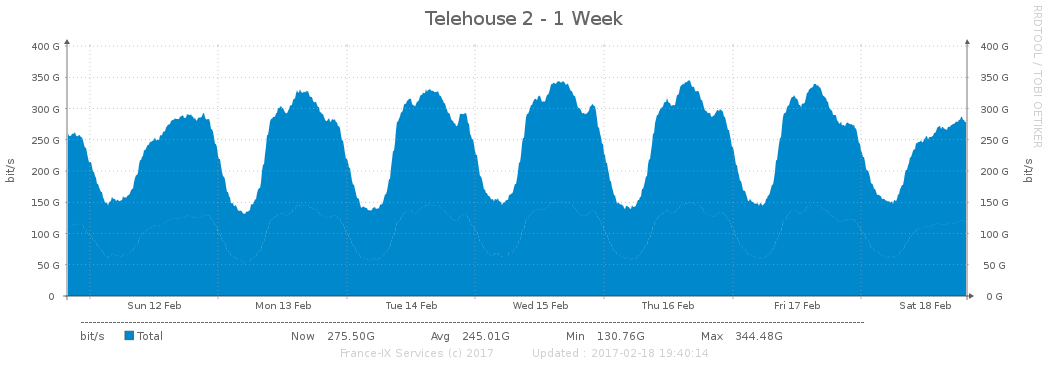 Telehouse 2 - 1 Week
RRDTOOL / TOBI OETIKER
bit/s
bit/s
400 G 400 G
350 G 350 G
300 G 300 G
250 G 250 G
200 G 200 G
150 G 150 G
100 G 100 G
50 G 50 G
0 0 G
Sun 12 Feb Mon 13 Feb Tue 14 Feb Wed 15 Feb Thu 16 Feb Fri 17 Feb Sat 18 Feb
bit/s Total Now 275.50G Avg 245.01G Min 130.76G Max 344.48G
France-IX Services (c) 2017 Updated : 2017-02-18 19:40:14